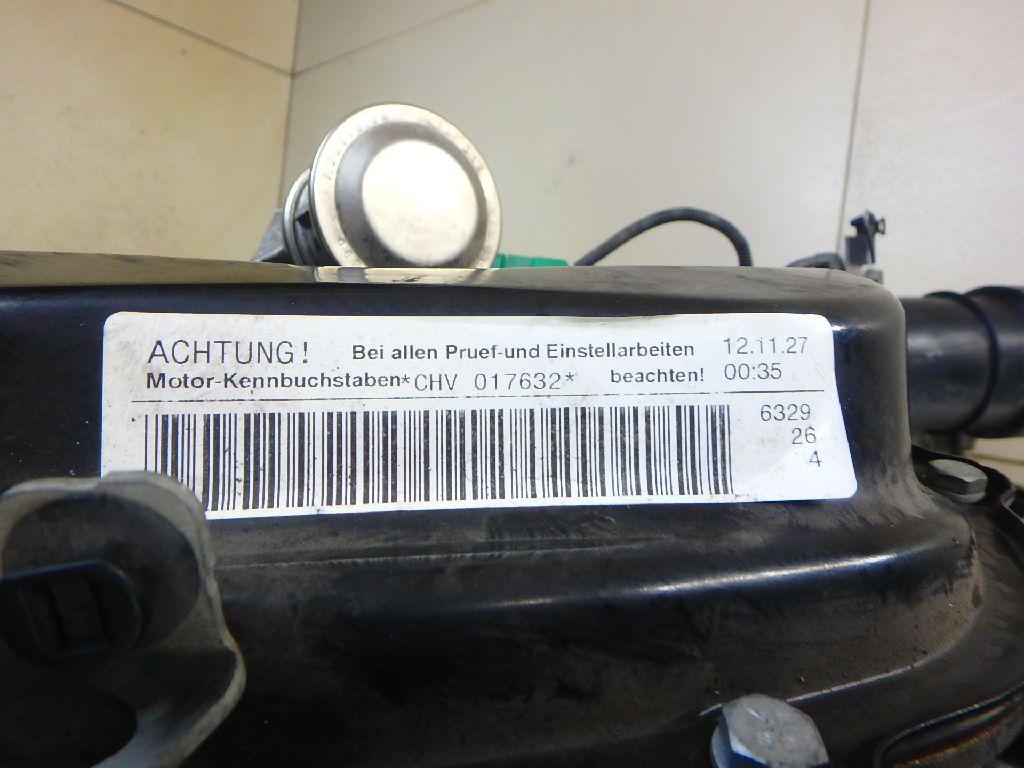 ACHTUNG! Bei allen Pruef-und Einstellarbeiten 12.11.27
Motor-Kennbuchstaben*CHV 017632* beachten! 00:35
6329
26
4